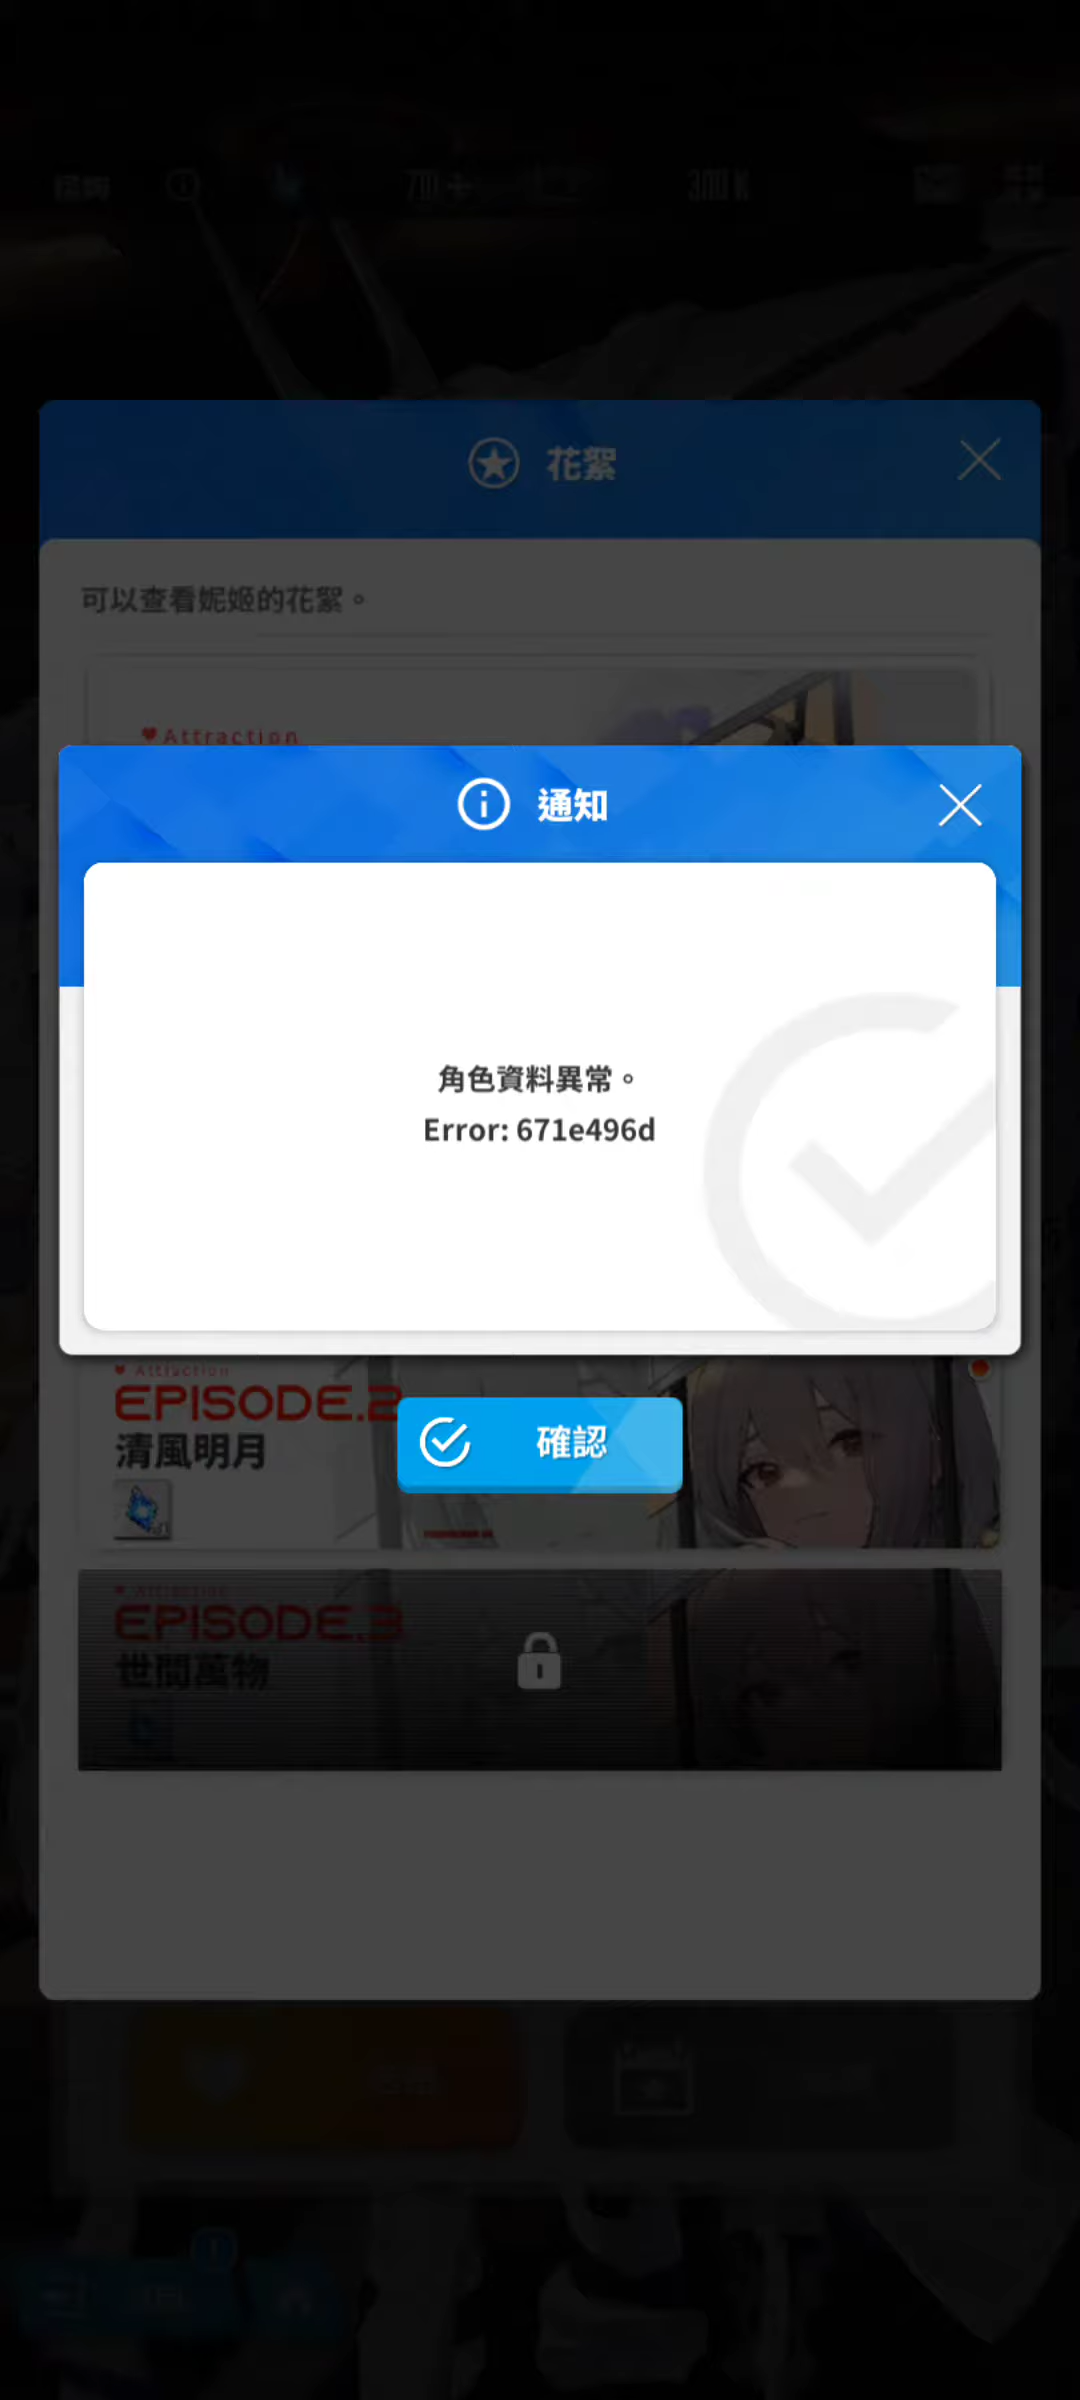 花絮
可以查看妮姬的花絮。
Attraction
通知
角色資料異常。
Error: 671e496d
Attraction
EPISODE.2
清風明月
確認
Attraction
EPISODE.3
世間萬物